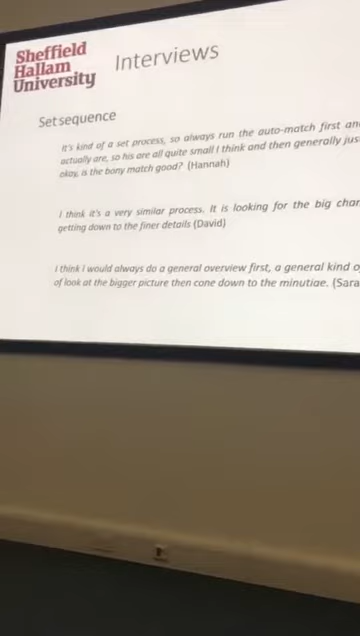 Sheffield
Hallam
University
Interviews
Set sequence
It's kind of a set process, so always run the auto-match first an
actually are, so his are all quite small I think and then generally jus
okay, is the bony match good? (Hannah)
I think it's a very similar process. It is looking for the big char
getting down to the finer details (David)
I think I would always do a general overview first, a general kind o
of look at the bigger picture then cone down to the minutiae. (Sara